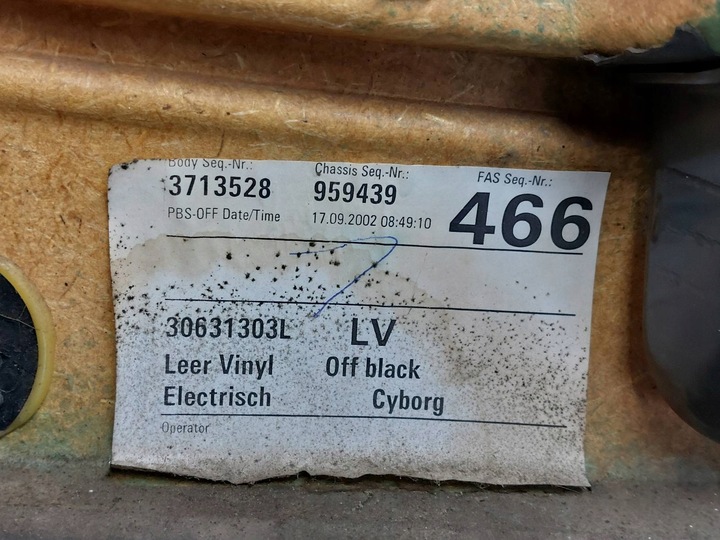 Body Seq.-Nr.: Chassis Seq.-Nr.: FAS Seq.-Nr.:
3713528 959439 466
PBS-OFF Date/Time 17.09.2002 08:49:10
30631303L LV
Leer Vinyl Off black
Electrisch Cyborg
Operator